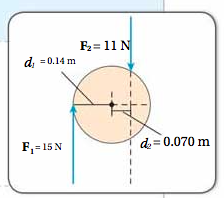 F₂= 11 N
d₁ =0.14 m
F₁=15 N
d₂= 0.070 m